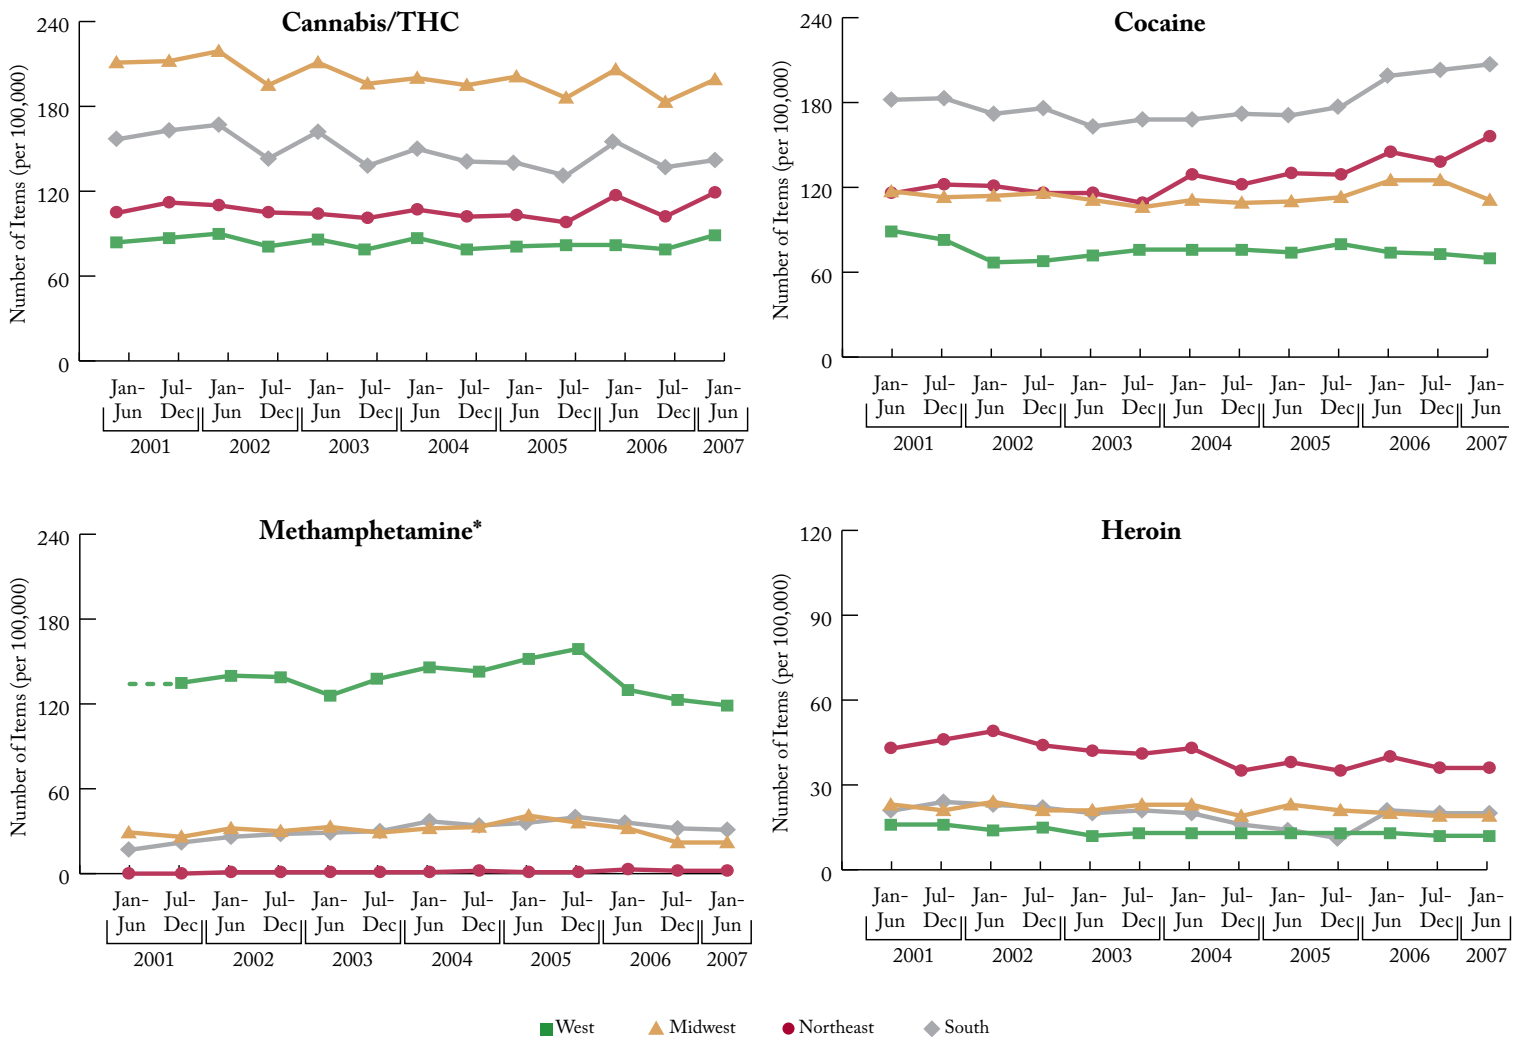 Cannabis/THC
Number of Items (per 100,000)
240
180
120
60
0
Jan-Jun Jul-Dec Jan-Jun Jul-Dec Jan-Jun Jul-Dec Jan-Jun Jul-Dec Jan-Jun Jul-Dec Jan-Jun Jul-Dec Jan-Jun
2001 2002 2003 2004 2005 2006 2007
Cocaine
Number of Items (per 100,000)
240
180
120
60
0
Jan-Jun Jul-Dec Jan-Jun Jul-Dec Jan-Jun Jul-Dec Jan-Jun Jul-Dec Jan-Jun Jul-Dec Jan-Jun Jul-Dec Jan-Jun
2001 2002 2003 2004 2005 2006 2007
Methamphetamine*
Number of Items (per 100,000)
240
180
120
60
0
Jan-Jun Jul-Dec Jan-Jun Jul-Dec Jan-Jun Jul-Dec Jan-Jun Jul-Dec Jan-Jun Jul-Dec Jan-Jun Jul-Dec Jan-Jun
2001 2002 2003 2004 2005 2006 2007
Heroin
Number of Items (per 100,000)
120
90
60
30
0
Jan-Jun Jul-Dec Jan-Jun Jul-Dec Jan-Jun Jul-Dec Jan-Jun Jul-Dec Jan-Jun Jul-Dec Jan-Jun Jul-Dec Jan-Jun
2001 2002 2003 2004 2005 2006 2007
West Midwest Northeast South